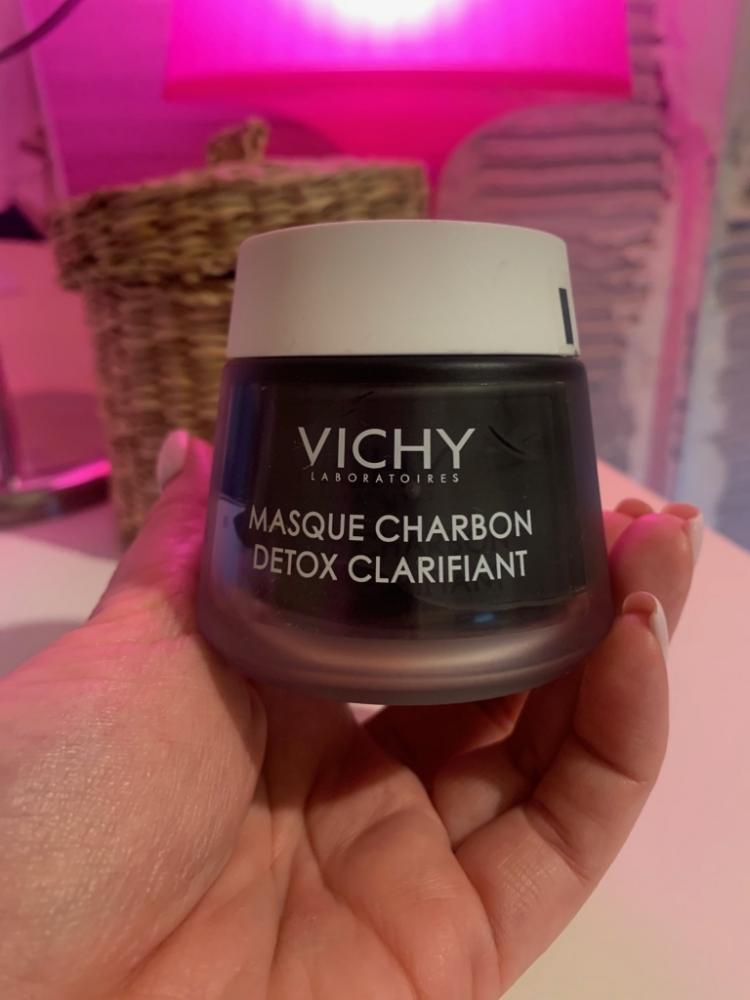 VICHY
LABORATOIRES
MASQUE CHARBON
DETOX CLARIFIANT